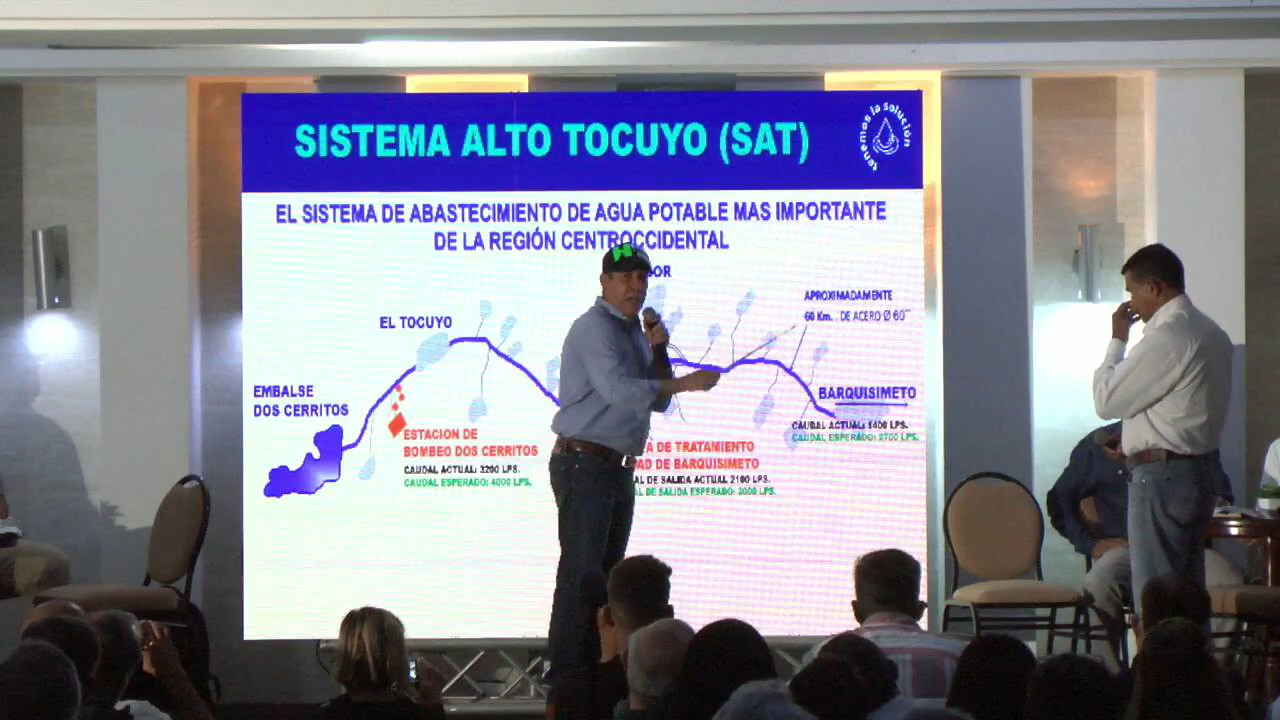 SISTEMA ALTO TOCUYO (SAT)
tenemos la solución
EL SISTEMA DE ABASTECIMIENTO DE AGUA POTABLE MAS IMPORTANTE
DE LA REGIÓN CENTROCCIDENTAL
APROXIMADAMENTE
60 Km. . DE ACERO Ø 60"
EL TOCUYO
EMBALSE
DOS CERRITOS
BARQUISIMETO
CAUDAL ACTUAL: 1400 LPS.
CAUDAL ESPERADO: 2700 LPS.
ESTACION DE
BOMBEO DOS CERRITOS
CAUDAL ACTUAL: 3200 LPS.
CAUDAL ESPERADO: 4000 LPS.
DE TRATAMIENTO
DE BARQUISIMETO
DE SALIDA ACTUAL 2100 LPS.
DE SALIDA ESPERADO: 3000 LPS.
H